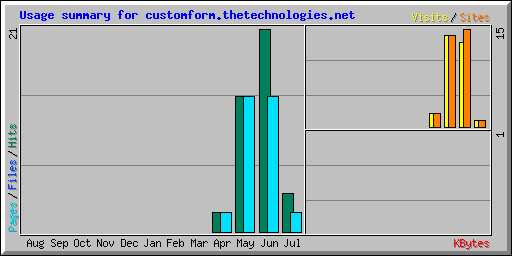 Usage summary for customform.thetechnologies.net
Visits/Sites
21
15
Pages/Files/Hits
1
Aug Sep Oct Nov Dec Jan Feb Mar Apr May Jun Jul
KBytes